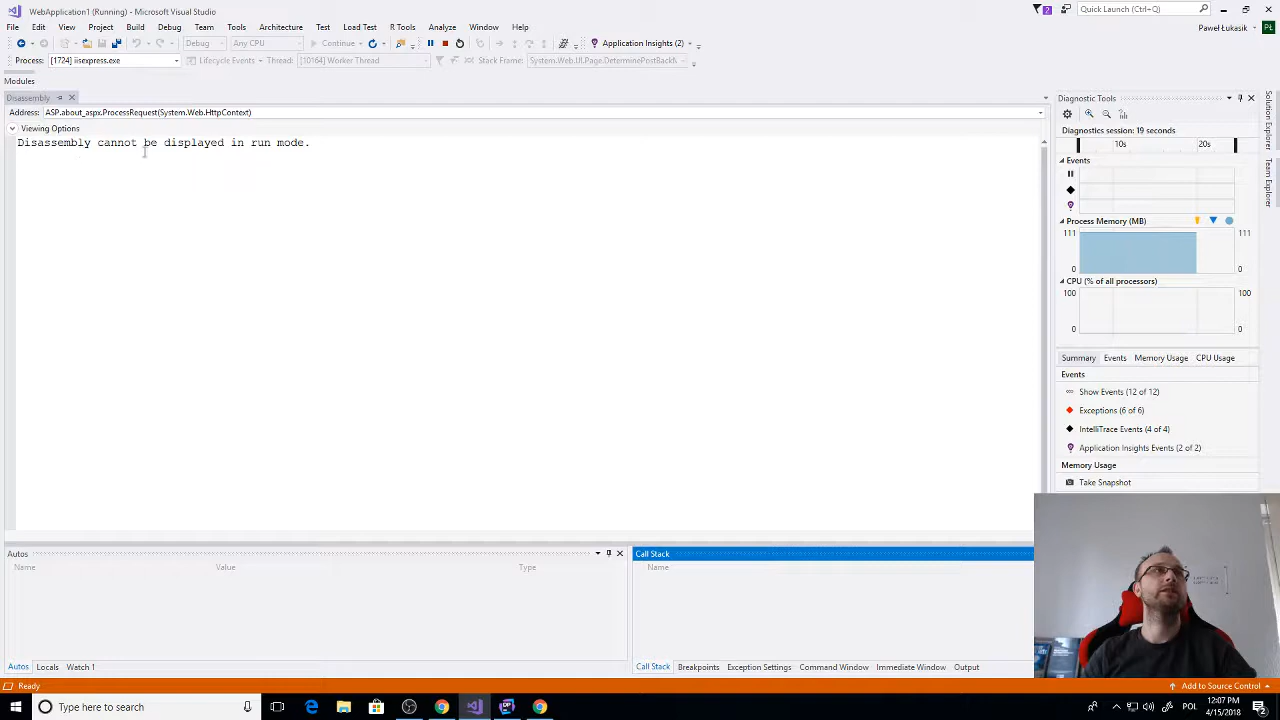 WebApplication1 (Running) - Microsoft Visual Studio
2
Quick Launch (Ctrl+Q)
File Edit View Project Build Debug Team Tools Test R Tools Analyze Window Help
Paweł Łukasik
PŁ
Debug Any CPU Continue Application Insights (2)
Process: [1724] iisexpress.exe Lifecycle Events Thread: [10164] Worker Thread Stack Frame: System.Web.UI.Page.DeterminePostBackM
Modules
Disassembly
Address: ASP.about_aspx.ProcessRequest(System.Web.HttpContext)
Viewing Options
Disassembly cannot be displayed in run mode.
Diagnostic Tools
Diagnostics session: 19 seconds
10s 20s
Events
Process Memory (MB)
111 111
0 0
CPU (% of all processors)
100 100
0 0
Summary Events Memory Usage CPU Usage
Events
Show Events (12 of 12)
Exceptions (6 of 6)
IntelliTrace Events (4 of 4)
Application Insights Events (2 of 2)
Memory Usage
Take Snapshot
Solution Explorer
Team Explorer
Autos
Name Value Type
Call Stack
Name
Autos Locals Watch 1
Call Stack Breakpoints Exception Settings Command Window Immediate Window Output
Ready
Add to Source Control
Type here to search
POL
12:07 PM
4/15/2018
2